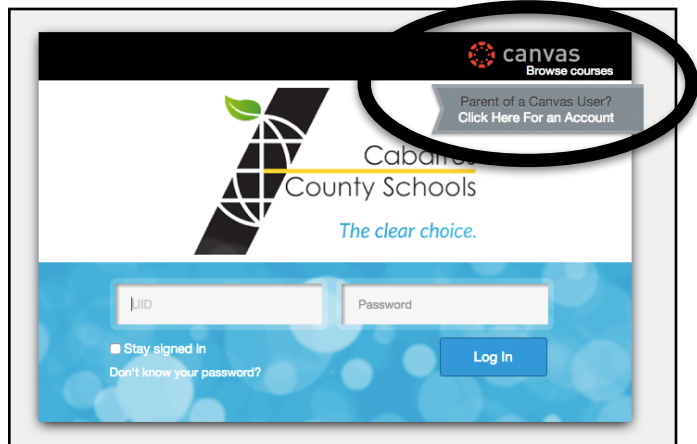 canvas
Browse courses
Parent of a Canvas User?
Click Here For an Account
County Schools
The clear choice.
UID
Password
Stay signed in
Log In
Don't know your password?